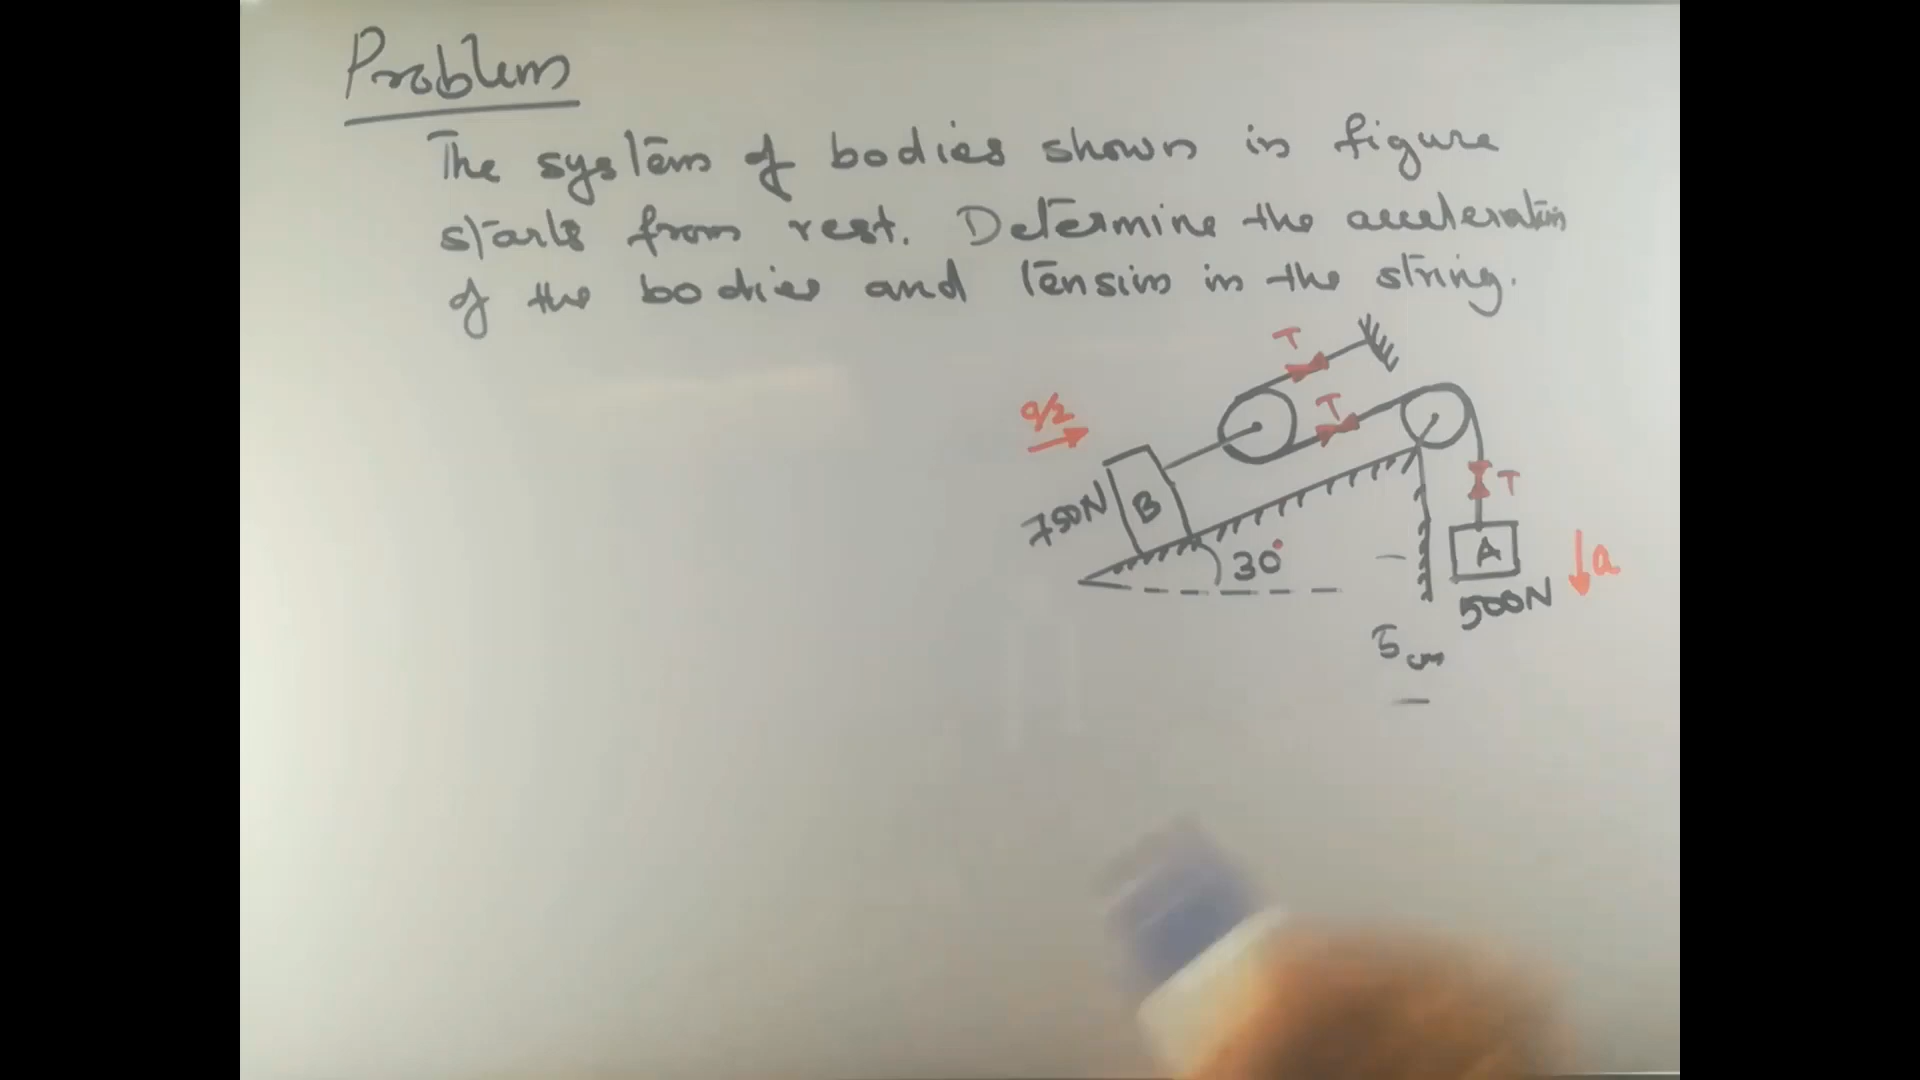 Problem
The system of bodies shown in figure
starts from rest. Determine the acceleration
of the bodies and tension in the string.
T
a/2
T
750N
B
T
30°
A
a
500N
5cm